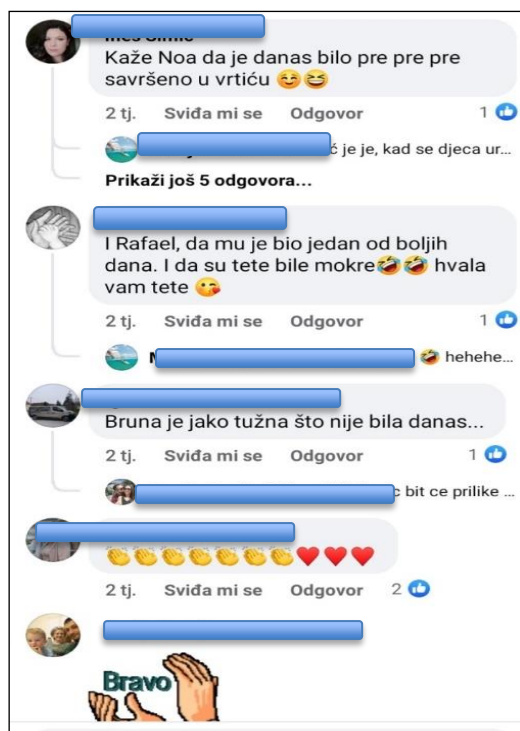 Kaže Noa da je danas bilo pre pre pre
savršeno u vrtiću 😊😆
2 tj. Sviđa mi se Odgovor 1
je je, kad se djeca ur...
Prikaži još 5 odgovora...
I Rafael, da mu je bio jedan od boljih
dana. I da su tete bile mokre🤣🤣 hvala
vam tete 😘
2 tj. Sviđa mi se Odgovor 1
🤣 hehehe...
Bruna je jako tužna što nije bila danas...
2 tj. Sviđa mi se Odgovor 1
bit ce prilike ...
👏👏👏👏👏👏👏❤️❤️❤️
2 tj. Sviđa mi se Odgovor 2
Bravo